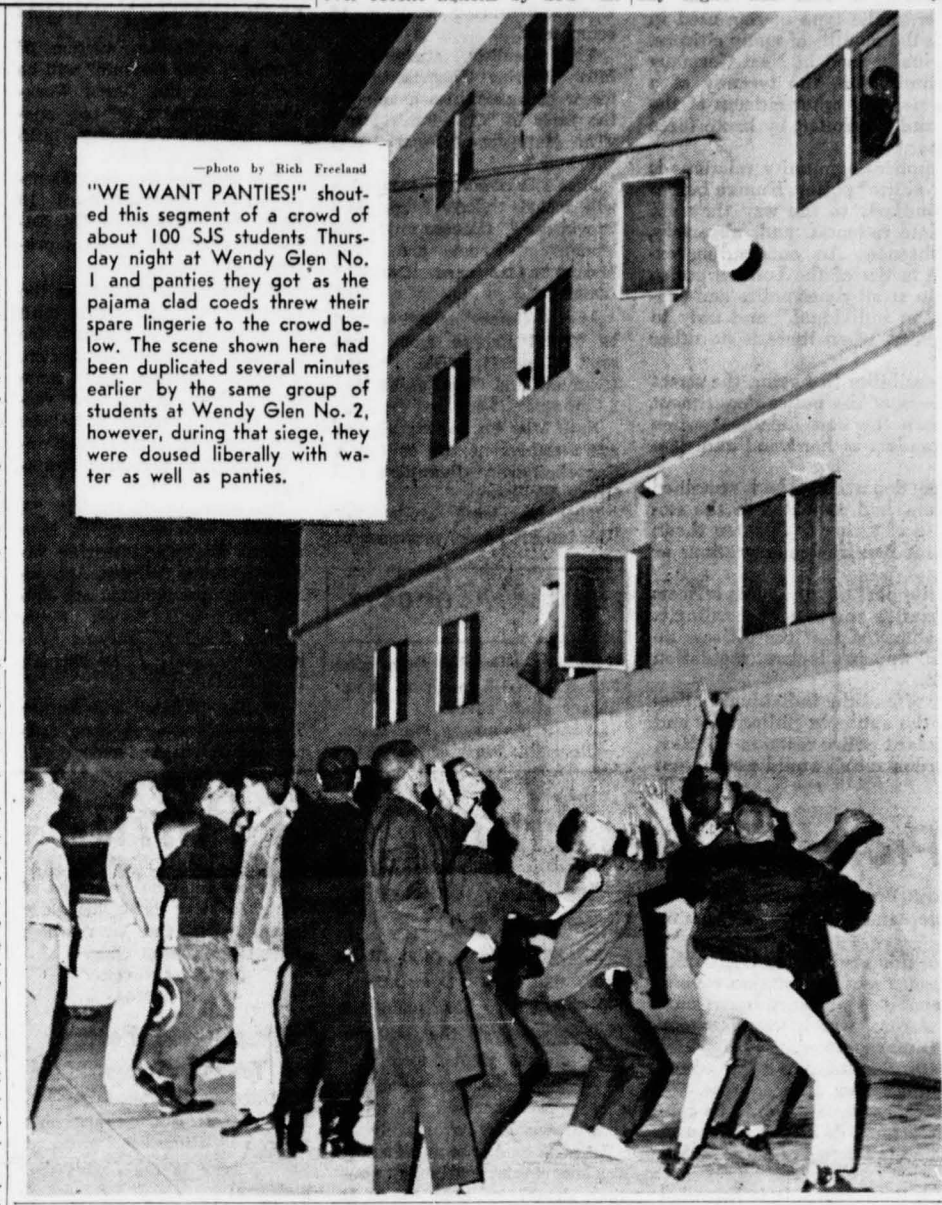 —photo by Rich Freeland
"WE WANT PANTIES!" shout-
ed this segment of a crowd of
about 100 SJS students Thurs-
day night at Wendy Glen No.
1 and panties they got as the
pajama clad coeds threw their
spare lingerie to the crowd be-
low. The scene shown here had
been duplicated several minutes
earlier by the same group of
students at Wendy Glen No. 2,
however, during that siege, they
were doused liberally with wa-
ter as well as panties.